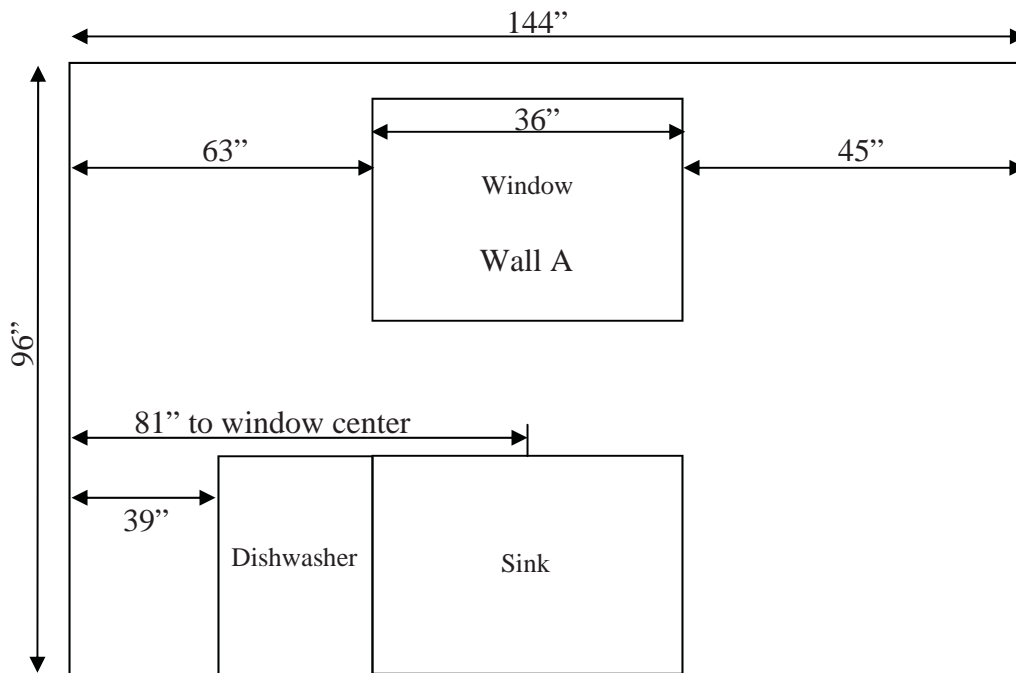 144”
36”
63”
45”
Window
Wall A
96”
81” to window center
39”
Dishwasher
Sink